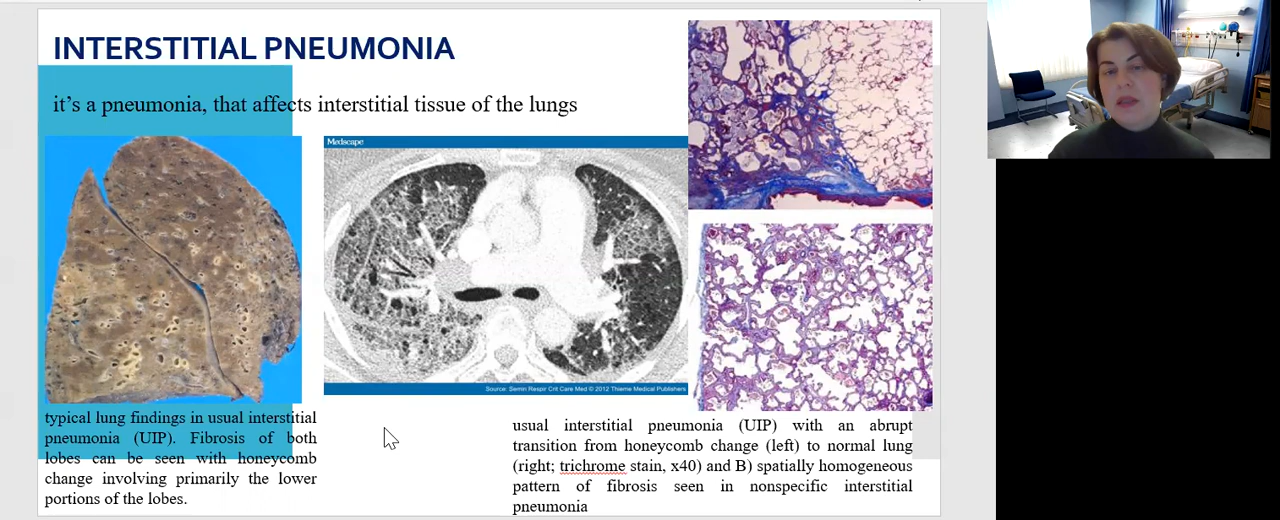 INTERSTITIAL PNEUMONIA
it's a pneumonia, that affects interstitial tissue of the lungs
Medscape
Source: Semin Respir Crit Care Med © 2012 Thieme Medical Publishers
typical lung findings in usual interstitial
pneumonia (UIP). Fibrosis of both
lobes can be seen with honeycomb
change involving primarily the lower
portions of the lobes.
usual interstitial pneumonia (UIP) with an abrupt
transition from honeycomb change (left) to normal lung
(right; trichrome stain, x40) and B) spatially homogeneous
pattern of fibrosis seen in nonspecific interstitial
pneumonia